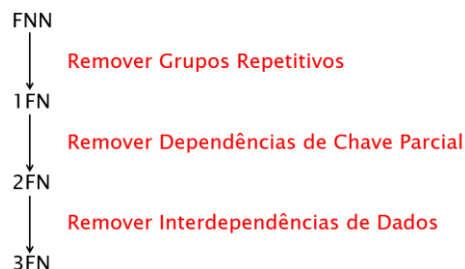 FNN
Remover Grupos Repetitivos
1FN
Remover Dependências de Chave Parcial
2FN
Remover Interdependências de Dados
3FN